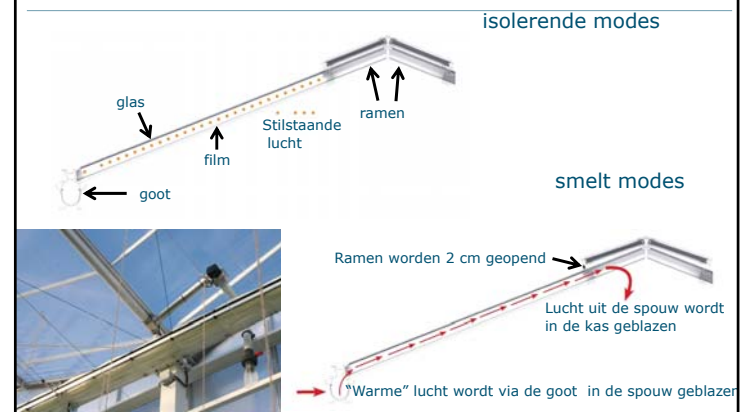 isolerende modes
glas
Stilstaande
lucht
ramen
film
goot
smelt modes
Ramen worden 2 cm geopend
Lucht uit de spouw wordt
in de kas geblazen
"Warme" lucht wordt via de goot in de spouw geblazen